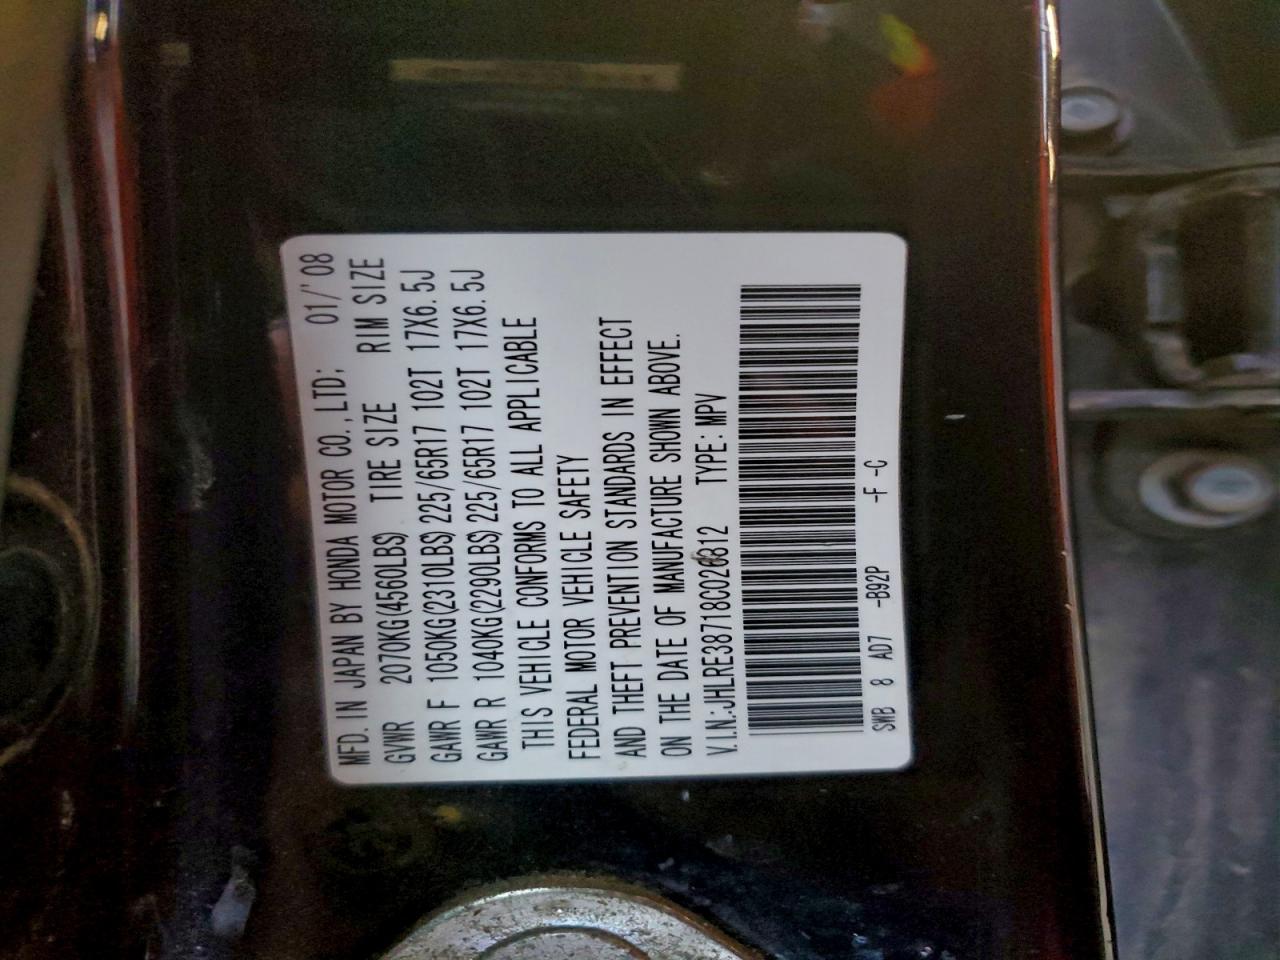 MFD. IN JAPAN BY HONDA MOTOR CO., LTD; 01/'08
GVWR 2070KG(4560LBS) TIRE SIZE RIM SIZE
GAWR F 1050KG(2310LBS) 225/65R17 102T 17X6.5J
GAWR R 1040KG(2290LBS) 225/65R17 102T 17X6.5J
THIS VEHICLE CONFORMS TO ALL APPLICABLE
FEDERAL MOTOR VEHICLE SAFETY
AND THEFT PREVENTION STANDARDS IN EFFECT
ON THE DATE OF MANUFACTURE SHOWN ABOVE.
V.I.N.: TYPE: MPV
SWB 8 AD7 -B92P -F -C